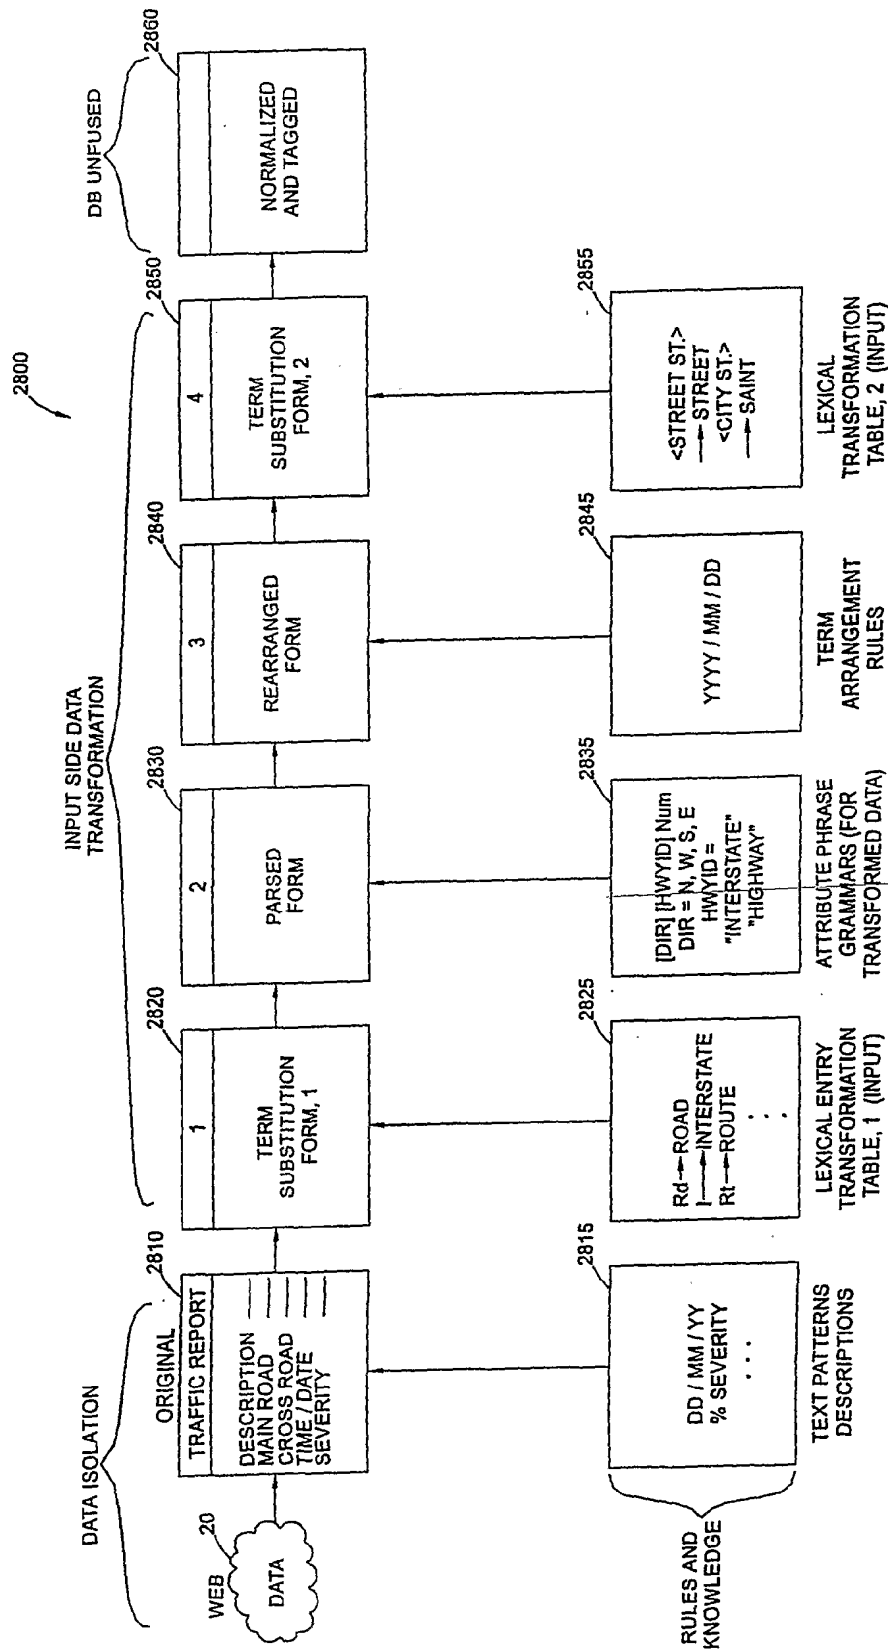 2800
DATA ISOLATION
INPUT SIDE DATA
TRANSFORMATION
DB UNFUSED
WEB
20
DATA
ORIGINAL
2810
TRAFFIC REPORT
DESCRIPTION
MAIN ROAD
CROSS ROAD
TIME / DATE
SEVERITY
2820
1
TERM
SUBSTITUTION
FORM, 1
2830
2
PARSED
FORM
2840
3
REARRANGED
FORM
2850
4
TERM
SUBSTITUTION
FORM, 2
2860
NORMALIZED
AND TAGGED
RULES AND
KNOWLEDGE
2815
DD / MM / YY
% SEVERITY
. . .
TEXT PATTERNS
DESCRIPTIONS
2825
Rd→ROAD
I→INTERSTATE
Rt→ROUTE
LEXICAL ENTRY
TRANSFORMATION
TABLE, 1 (INPUT)
2835
[DIR] [HWYID] Num
DIR = N, W, S, E
HWYID =
"INTERSTATE"
"HIGHWAY"
ATTRIBUTE PHRASE
GRAMMARS (FOR
TRANSFORMED DATA)
2845
YYYY / MM / DD
TERM
ARRANGEMENT
RULES
2855
<STREET ST.>
→STREET
<CITY ST.>
→SAINT
LEXICAL
TRANSFORMATION
TABLE, 2 (INPUT)